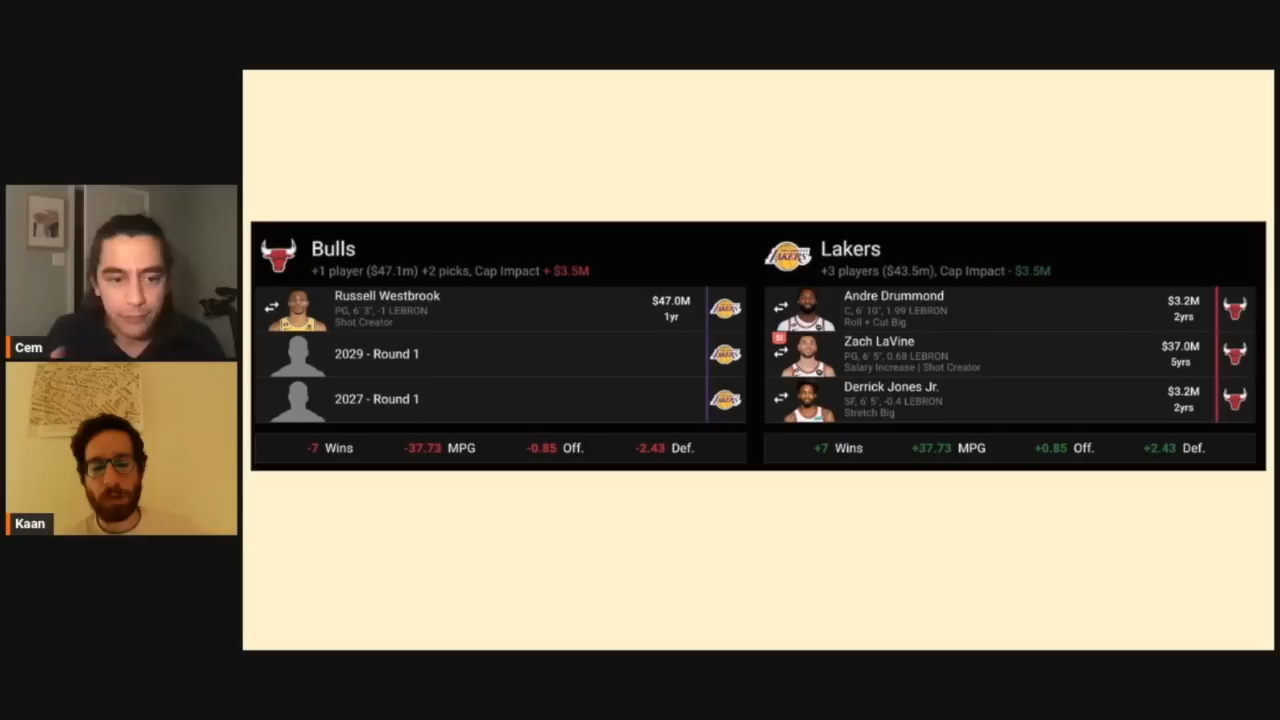 Cem
Kaan
Bulls
+1 player ($47.1m) +2 picks, Cap Impact + $3.5M
Russell Westbrook
PG, 6' 3", -1 LEBRON
Shot Creator
$47.0M
1yr
LAKERS
2029 - Round 1
LAKERS
2027 - Round 1
LAKERS
-7 Wins
-37.73 MPG
-0.85 Off.
-2.43 Def.
LAKERS
Lakers
+3 players ($43.5m), Cap Impact - $3.5M
Andre Drummond
C, 6' 10", 1.99 LEBRON
Roll + Cut Big
$3.2M
2yrs
SI
Zach LaVine
PG, 6' 5", 0.68 LEBRON
Salary Increase | Shot Creator
$37.0M
5yrs
Derrick Jones Jr.
SF, 6' 5", -0.4 LEBRON
Stretch Big
$3.2M
2yrs
+7 Wins
+37.73 MPG
+0.85 Off.
+2.43 Def.